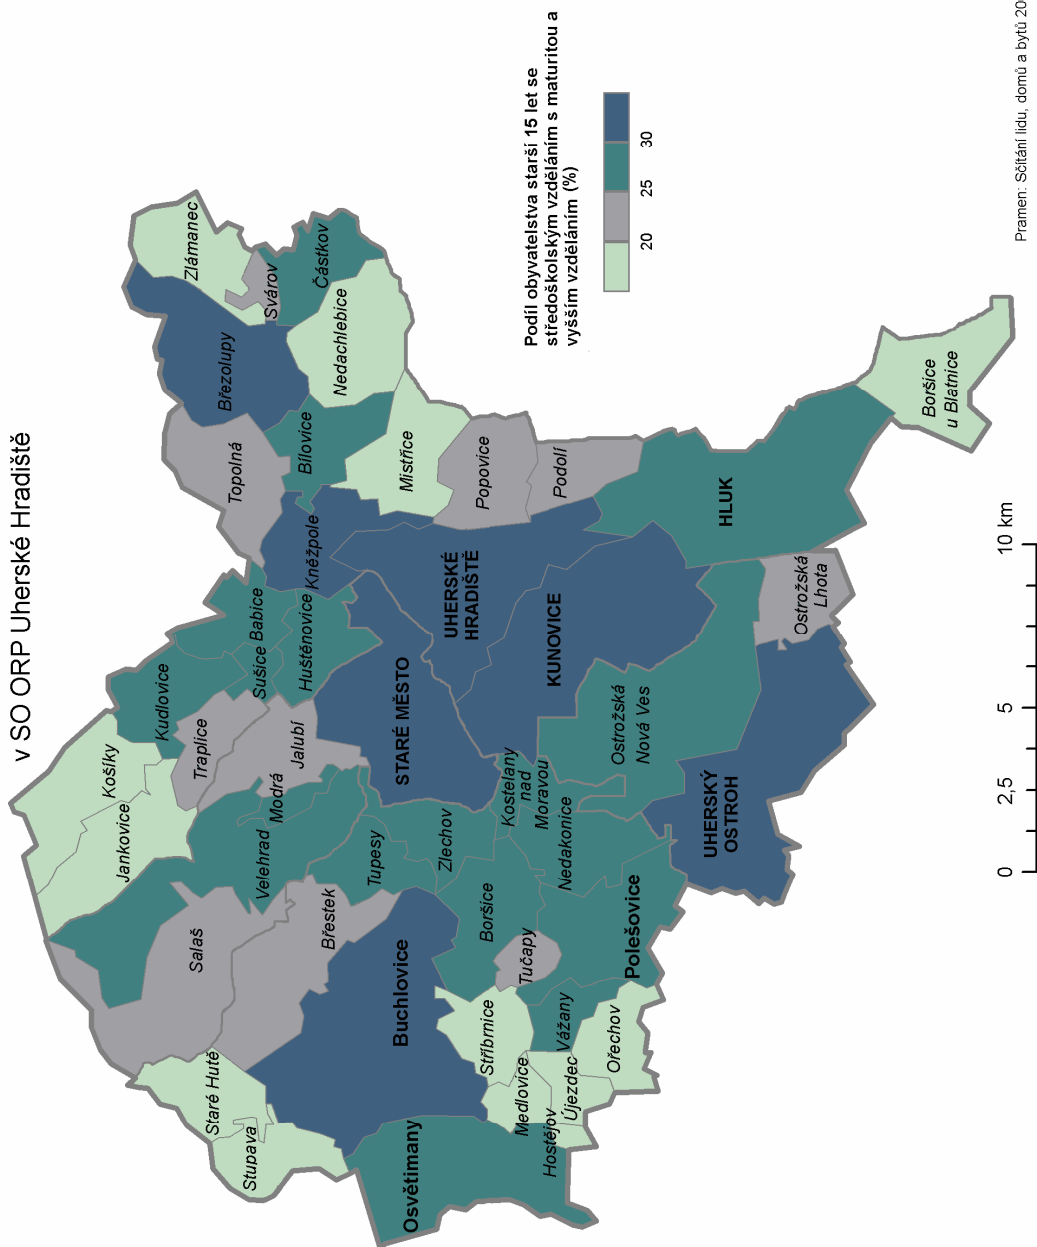 v SO ORP Uherské Hradiště
Zlámanec
Svárov
Částkov
Březolupy
Nedachlebice
Topolná
Bílovice
Mistřice
Popovice
Podolí
Boršice
u Blatnice
HLUK
Kněžpole
UHERSKÉ
HRADIŠTĚ
KUNOVICE
Ostrožská
Lhota
Babice
Sušice
Huštěnovice
Kudlovice
Traplice
Jalubí
STARÉ MĚSTO
Ostrožská
Nová Ves
Košíky
Jankovice
Modrá
Velehrad
Tupesy
Zlechov
Kostelany
nad
Moravou
Nedakonice
UHERSKÝ
OSTROH
Salaš
Břestek
Boršice
Tučapy
Polešovice
Buchlovice
Stříbrnice
Vážany
Ořechov
Staré Hutě
Stupava
Medlovice
Újezdec
Hostějov
Osvětimany
Podíl obyvatelstva starší 15 let se
středoškolským vzděláním s maturitou a
vyšším vzděláním (%)
20
25
30
0
2,5
5
10 km
Pramen: Sčítání lidu, domů a bytů 20